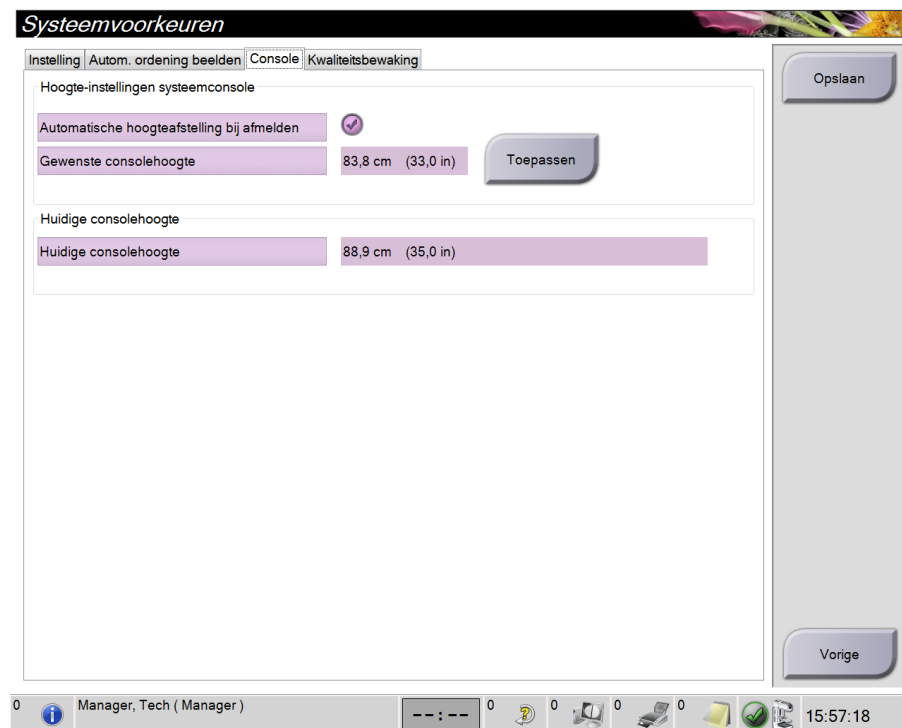 Systeemvoorkeuren
Instelling Autom. ordening beelden Console Kwaliteitsbewaking
Opslaan
Hoogte-instellingen systeemconsole
Automatische hoogteafstelling bij afmelden
Gewenste consolehoogte 83,8 cm (33,0 in) Toepassen
Huidige consolehoogte
Huidige consolehoogte 88,9 cm (35,0 in)
Vorige
0 Manager, Tech ( Manager ) --:-- 0 0 0 0 15:57:18